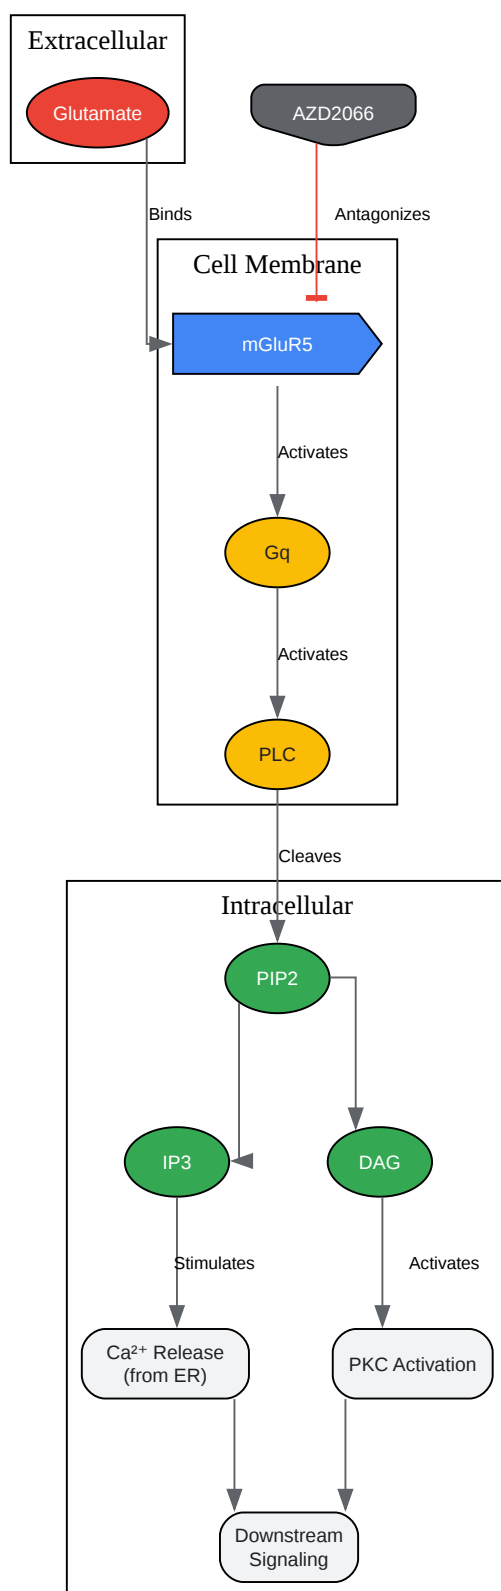 Extracellular
Glutamate
AZD2066
Binds
Antagonizes
Cell Membrane
mGluR5
Activates
Gq
Activates
PLC
Cleaves
Intracellular
PIP2
IP3
DAG
Stimulates
Activates
Ca²⁺ Release
(from ER)
PKC Activation
Downstream
Signaling